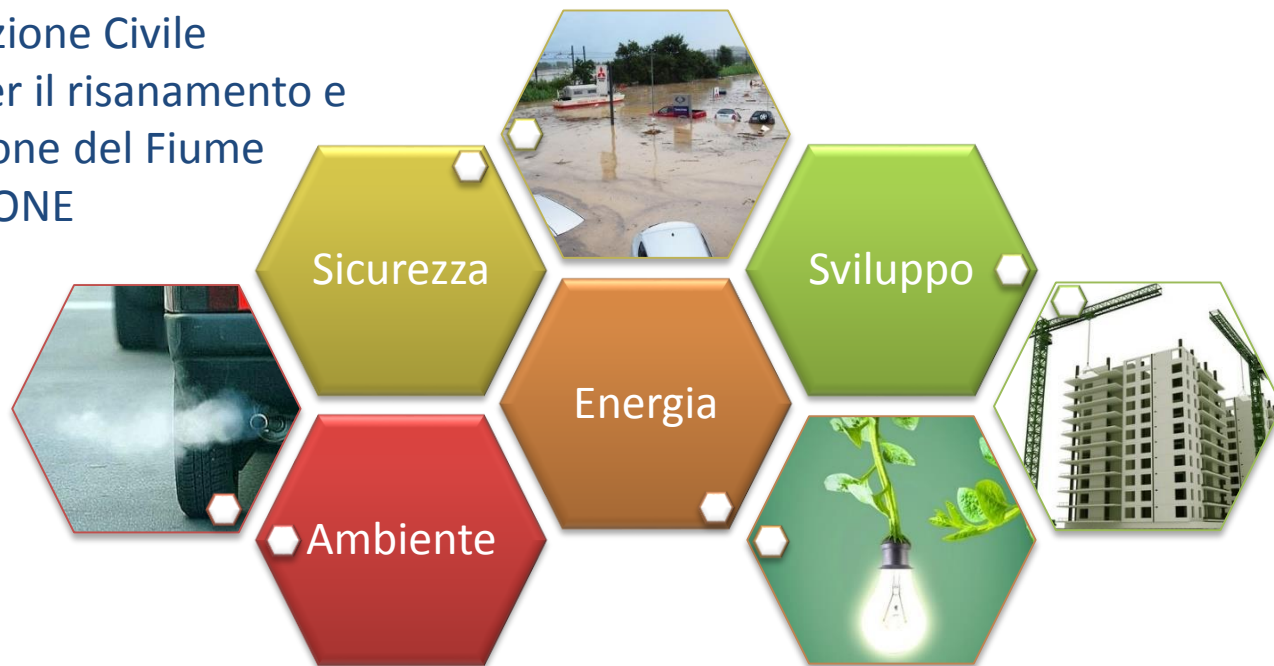 zione Civile
er il risanamento e
one del Fiume
ONE
Sicurezza
Sviluppo
Energia
Ambiente